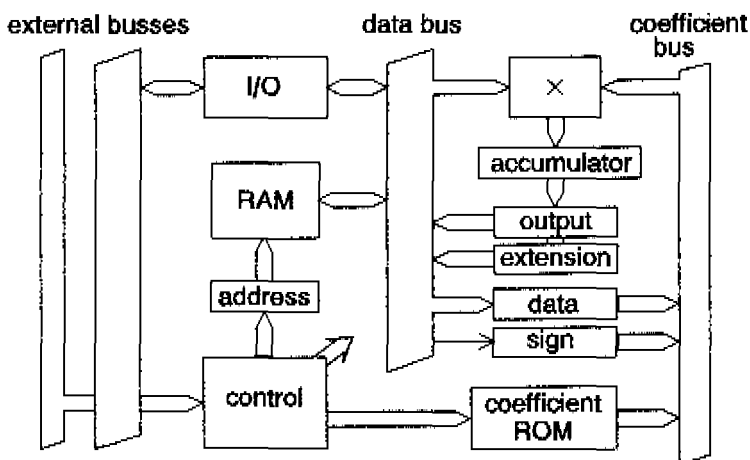 external busses
data bus
coefficient
bus
I/O
×
accumulator
RAM
output
extension
address
data
sign
control
coefficient
ROM